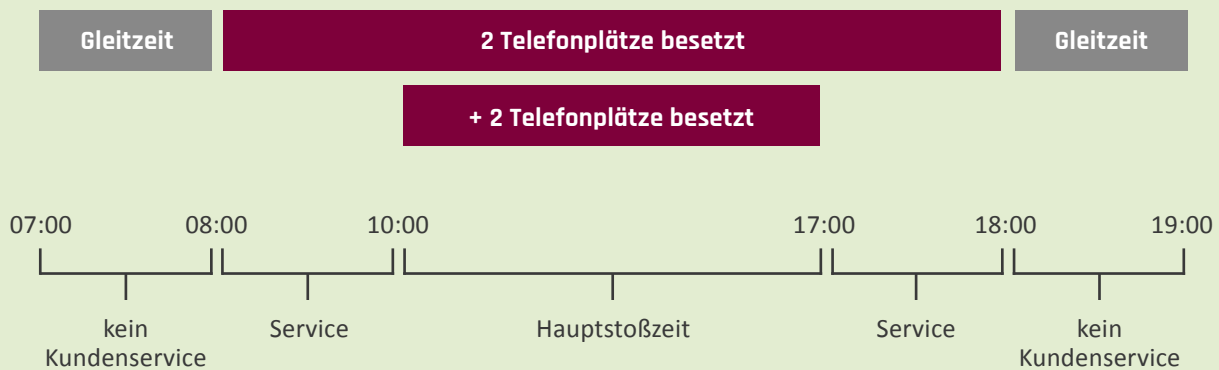 Gleitzeit 2 Telefonplätze besetzt Gleitzeit
+ 2 Telefonplätze besetzt
07:00 08:00 10:00 17:00 18:00 19:00
kein Service Hauptstoßzeit Service kein
Kundenservice Kundenservice